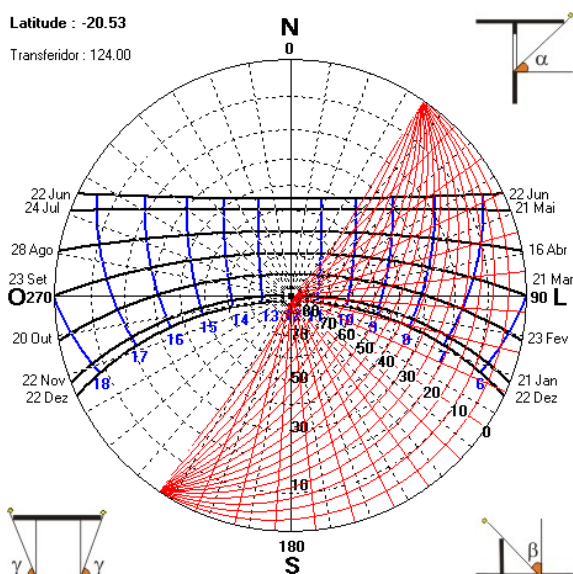 Latitude : -20.53
Transferidor : 124.00
N
0
α
22 Jun
24 Jul
28 Ago
23 Set
O 270
20 Out
22 Nov
22 Dez
22 Jun
21 Mai
16 Abr
21 Mar
90 L
23 Fev
21 Jan
22 Dez
18
17
16
15
14
13
12
11
10
9
8
7
6
80
70
60
50
40
30
20
10
0
70
50
30
10
180
S
γ
γ
β